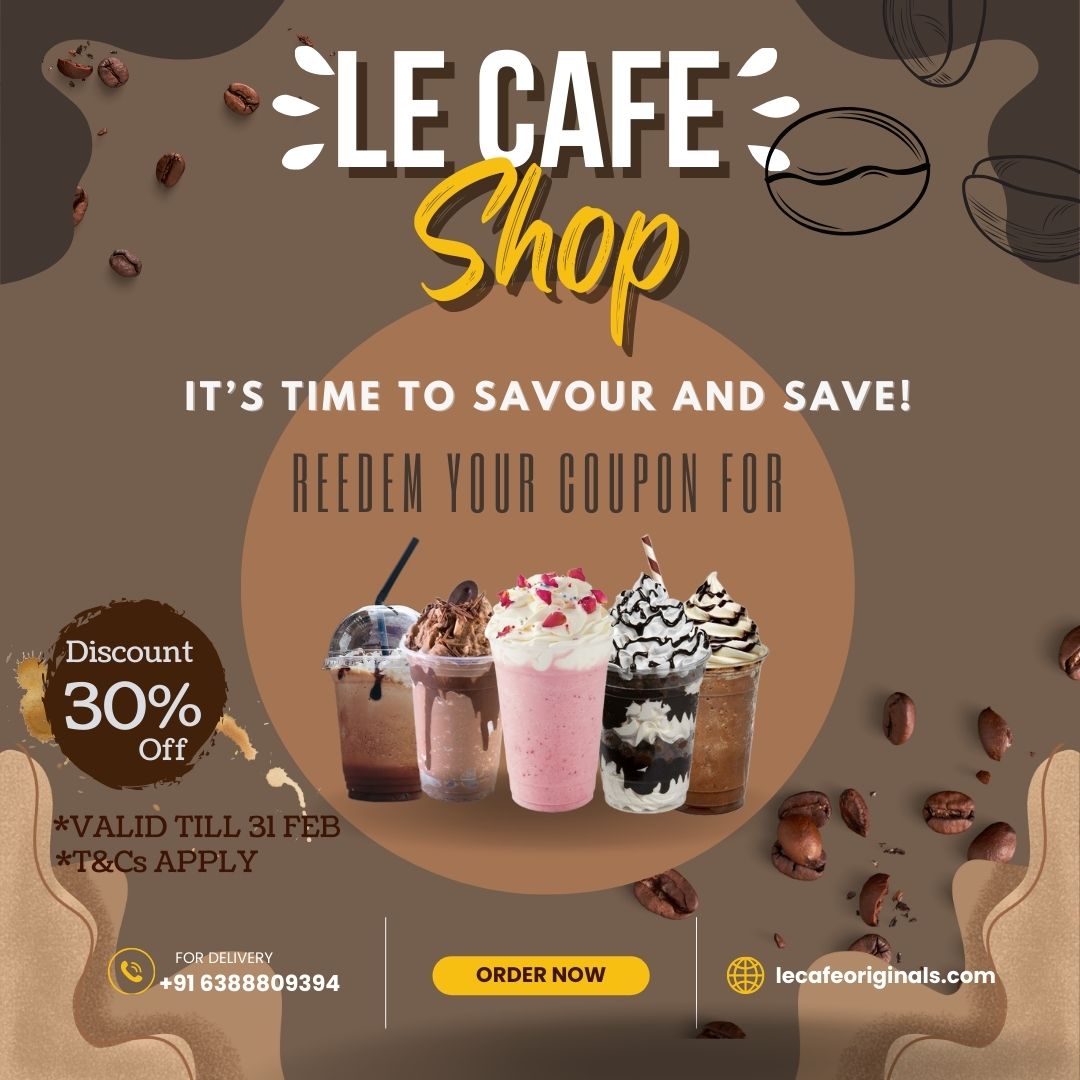 LE CAFE
Shop
IT’S TIME TO SAVOUR AND SAVE!
REEDEM YOUR COUPON FOR
Discount
30%
Off
*VALID TILL 31 FEB
*T&Cs APPLY
FOR DELIVERY
+91 6388809394
ORDER NOW
lecafeoriginals.com